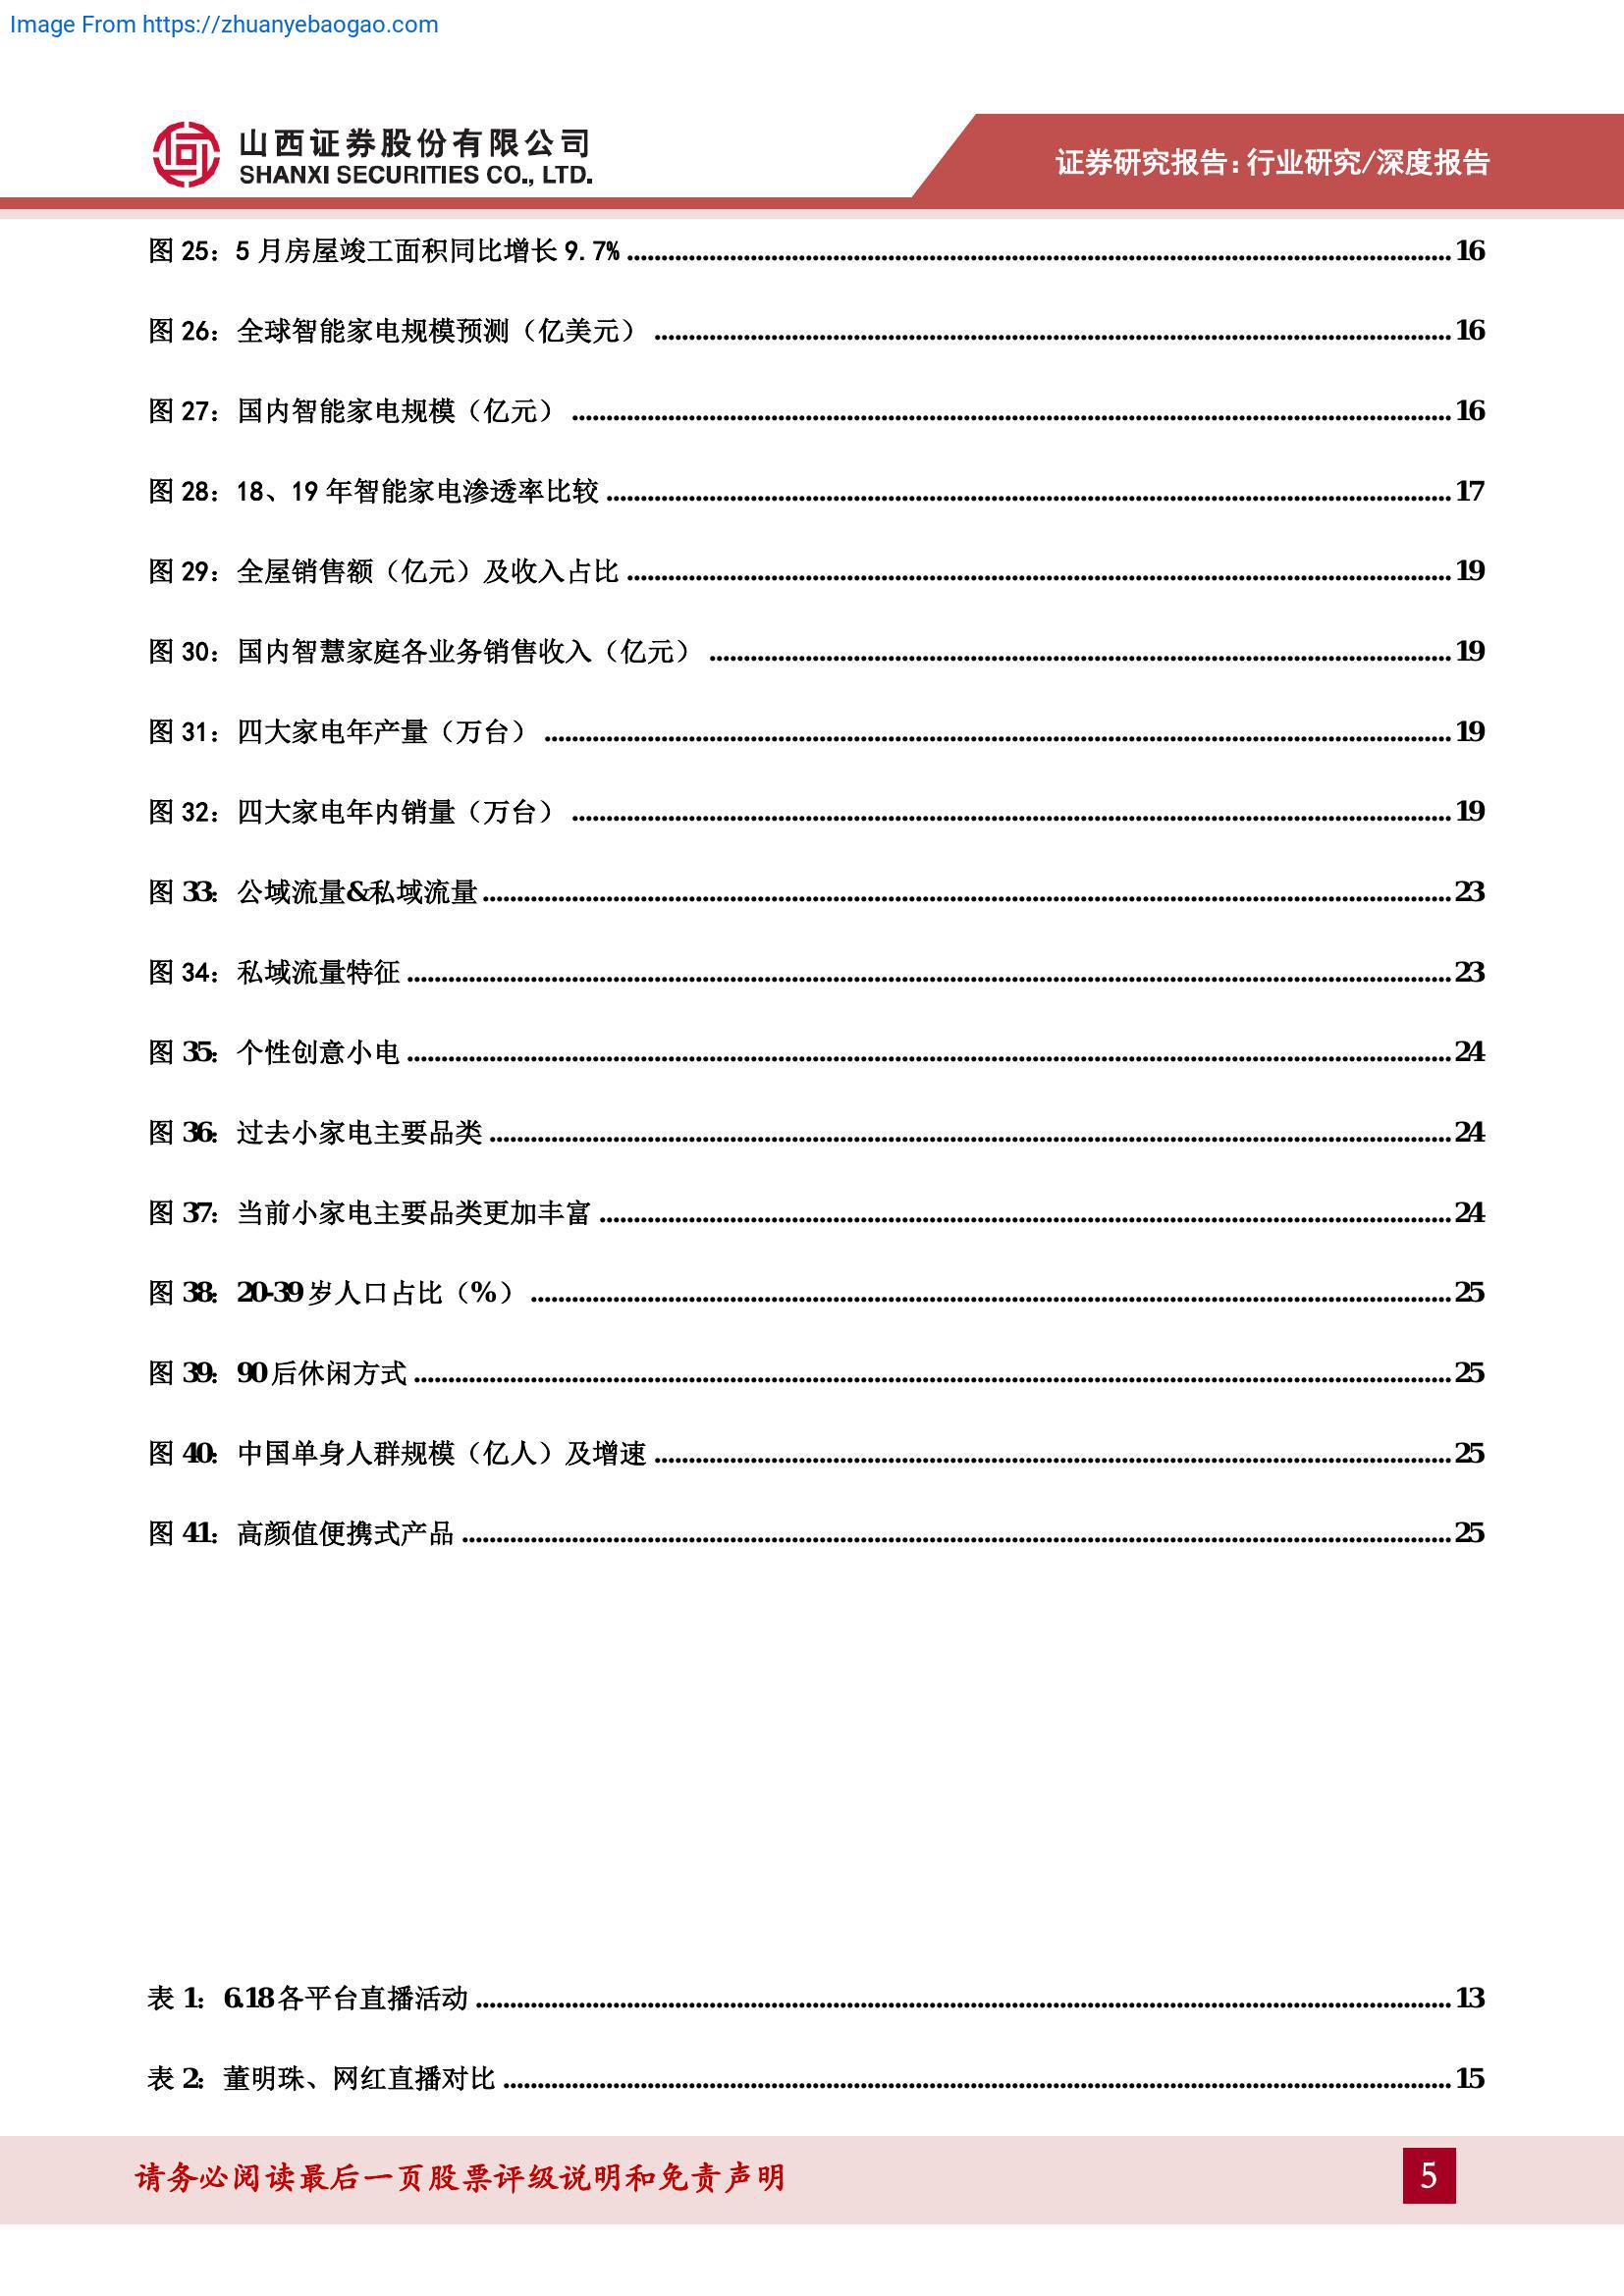 Image From https://zhuanyebaogao.com
山西证券股份有限公司
SHANXI SECURITIES CO., LTD.
证券研究报告:行业研究/深度报告
图 25：5 月房屋竣工面积同比增长 9.7% 16
图 26：全球智能家电规模预测（亿美元） 16
图 27：国内智能家电规模（亿元） 16
图 28：18、19 年智能家电渗透率比较 17
图 29：全屋销售额（亿元）及收入占比 19
图 30：国内智慧家庭各业务销售收入（亿元） 19
图 31：四大家电年产量（万台） 19
图 32：四大家电年内销量（万台） 19
图 33：公域流量&私域流量 23
图 34：私域流量特征 23
图 35：个性创意小电 24
图 36：过去小家电主要品类 24
图 37：当前小家电主要品类更加丰富 24
图 38：20-39 岁人口占比（%） 25
图 39：90 后休闲方式 25
图 40：中国单身人群规模（亿人）及增速 25
图 41：高颜值便携式产品 25
表 1：6.18 各平台直播活动 13
表 2：董明珠、网红直播对比 15
请务必阅读最后一页股票评级说明和免责声明
5